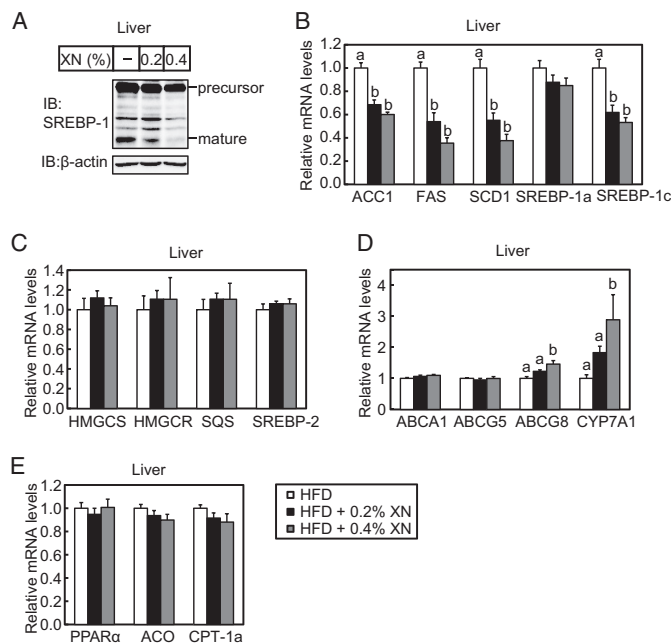 A
Liver
XN (%) – 0.2 0.4
IB:
SREBP-1
precursor
mature
IB:β-actin
B
Liver
Relative mRNA levels
1.2
1.0
0.8
0.6
0.4
0.2
0
a b b a b b a b b a b b
ACC1 FAS SCD1 SREBP-1a SREBP-1c
C
Liver
Relative mRNA levels
1.4
1.2
1.0
0.8
0.6
0.4
0.2
0.0
HMGCS HMGCR SQS SREBP-2
D
Liver
Relative mRNA levels
4
2
1
0
a a b a a b
ABCA1 ABCG5 ABCG8 CYP7A1
E
Liver
Relative mRNA levels
1.2
1.0
0.8
0.6
0.4
0.2
0
PPARα ACO CPT-1a
HFD
HFD + 0.2% XN
HFD + 0.4% XN